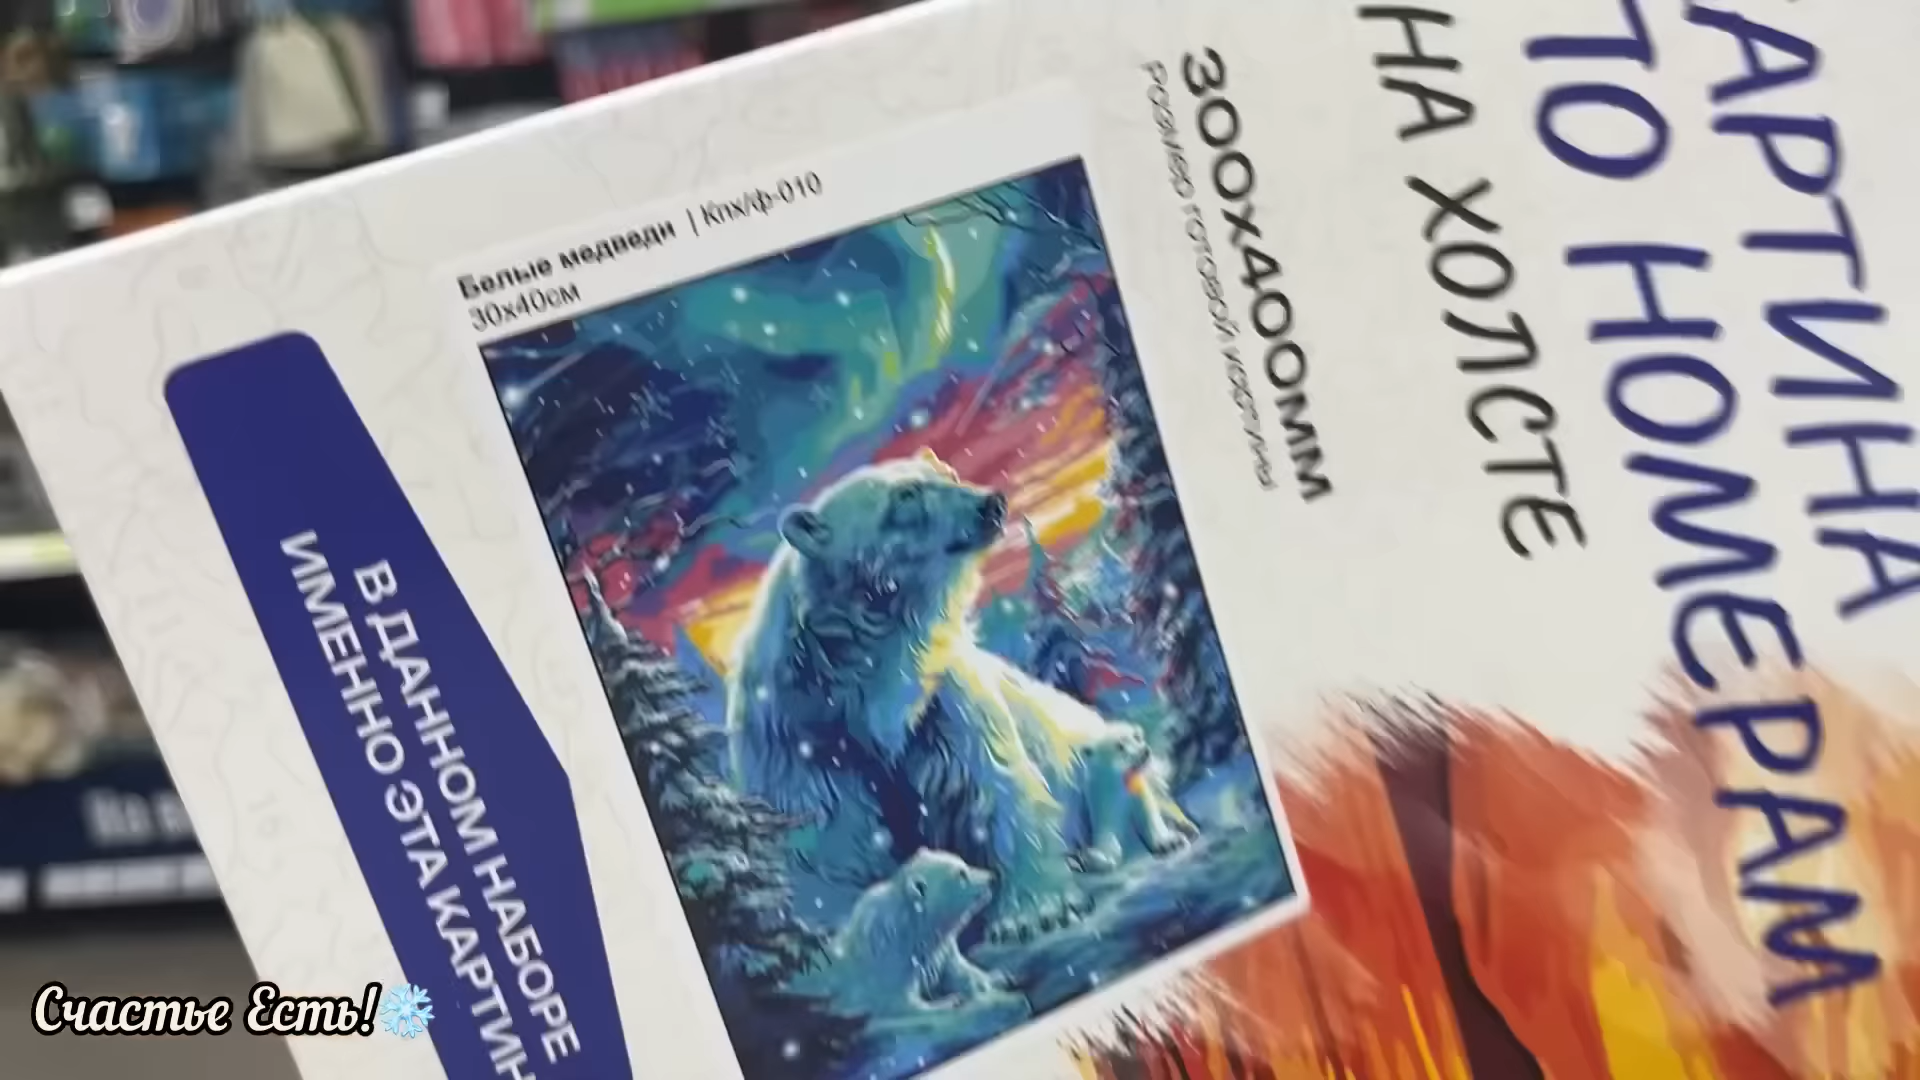 Белые медведи | Кпх/ф-010
30х40см
300Х400ММ
Размер готовой картины
АРТИНА
ПО НОМЕРАМ
НА ХОЛСТЕ
В ДАННОМ НАБОРЕ
ИМЕННО ЭТА КАРТИН
Счастье Есть!